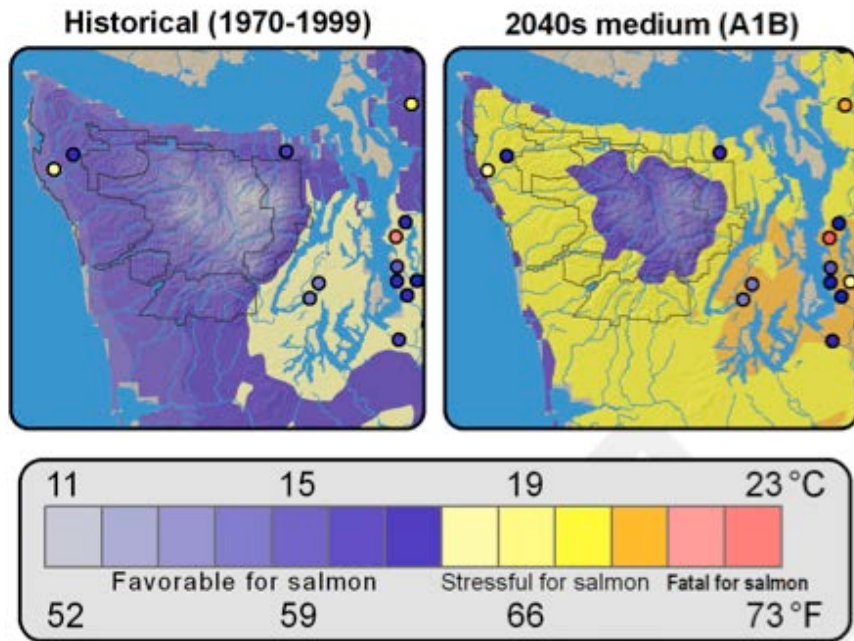 Historical (1970-1999) 2040s medium (A1B)
11 15 19 23 °C
Favorable for salmon Stressful for salmon Fatal for salmon
52 59 66 73 °F